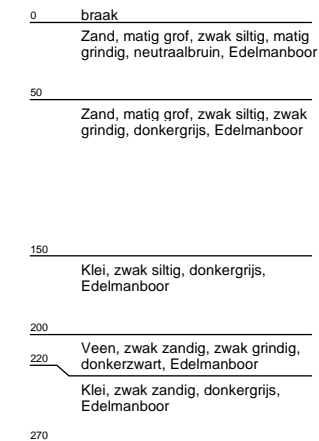 0 braak
Zand, matig grof, zwak siltig, matig
grindig, neutraalbruin, Edelmanboor
50
Zand, matig grof, zwak siltig, zwak
grindig, donkergrijs, Edelmanboor
150
Klei, zwak siltig, donkergrijs,
Edelmanboor
200
Veen, zwak zandig, zwak grindig,
220 donkerzwart, Edelmanboor
Klei, zwak zandig, donkergrijs,
Edelmanboor
270